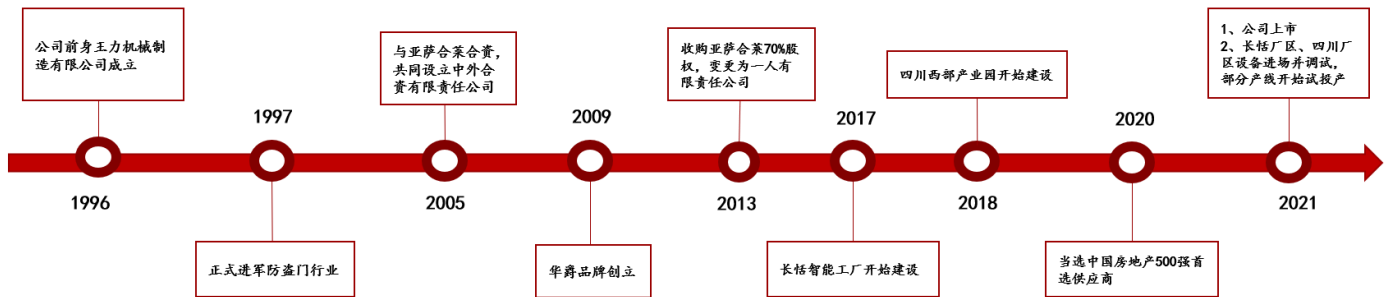 公司前身王力机械制
造有限公司成立
1996
1997
正式进军防盗门行业
与亚萨合莱合资，
共同设立中外合
资有限责任公司
2005
2009
华爵品牌创立
收购亚萨合莱70%股
权，变更为一人有
限责任公司
2013
2017
长恬智能工厂开始建设
四川西部产业园开始建设
2018
2020
当选中国房地产500强首
选供应商
1、公司上市
2、长恬厂区、四川厂
区设备进场并调试，
部分产线开始试投产
2021